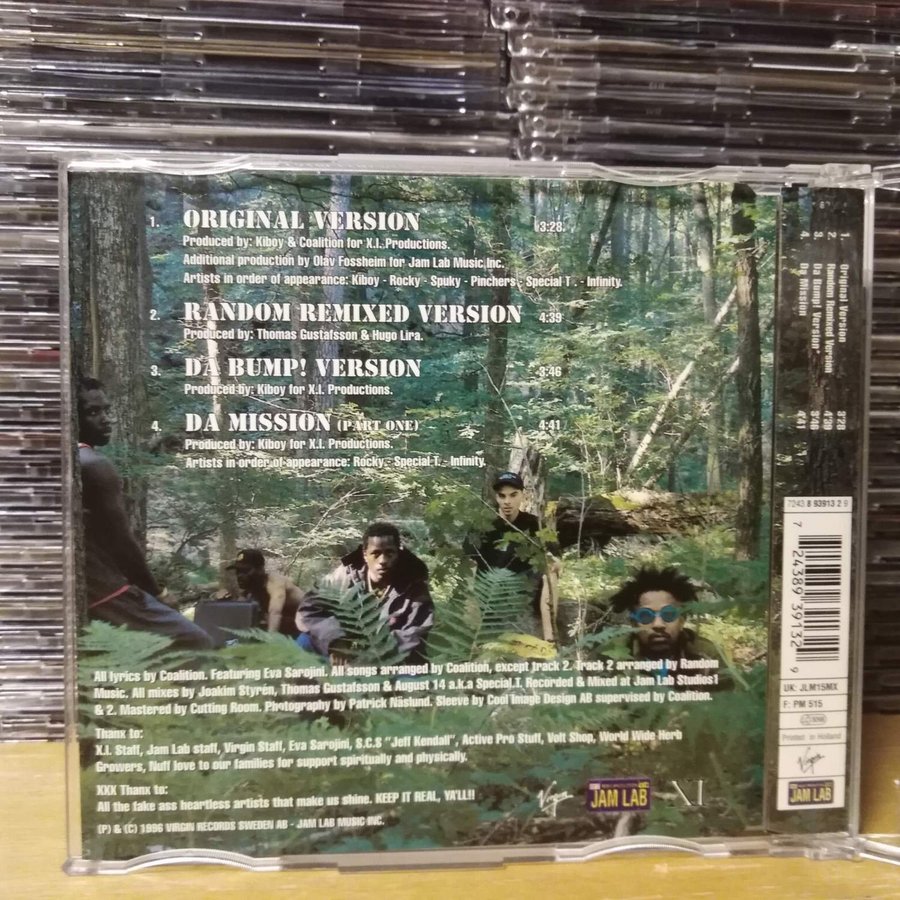 1. ORIGINAL VERSION 3:28
Produced by: Kiboy & Coalition for X.I. Productions.
Additional production by Olav Fossheim for Jam Lab Music Inc.
Artists in order of appearance: Kiboy - Rocky - Spuky - Pinchers - Special T. - Infinity.
2. RANDOM REMIXED VERSION 4:39
Produced by: Thomas Gustafsson & Hugo Lira.
3. DA BUMP! VERSION 3:46
Produced by: Kiboy for X.I. Productions.
4. DA MISSION (PART ONE) 4:41
Produced by: Kiboy for X.I. Productions.
Artists in order of appearance: Rocky - Special T. - Infinity.
All lyrics by Coalition. Featuring Eva Sarojini. All songs arranged by Coalition, except track 2. Track 2 arranged by Random
Music. All mixes by Joakim Styrén, Thomas Gustafsson & August 14 a.k.a Special T. Recorded & Mixed at Jam Lab Studios1
& 2. Mastered by Cutting Room. Photography by Patrick Näslund. Sleeve by Cool Image Design AB supervised by Coalition.
Thanx to:
X.I. Staff, Jam Lab staff, Virgin Staff, Eva Sarojini, S.C.S "Jeff Kendall", Active Pro Stuff, Volt Shop, World Wide Herb
Growers, Nuff love to our families for support spiritually and physically.
XXX Thanx to:
All the fake ass heartless artists that make us shine. KEEP IT REAL, YA'LL!!
(P) & (C) 1996 VIRGIN RECORDS SWEDEN AB - JAM LAB MUSIC INC.
Virgin
JAM LAB
XI
1. Original Version 3'28
2. Random Remixed Version 4'39
3. Da Bump! Version 3'46
4. Da Mission 4'41
7243 8 93913 2 9
7 24389 39132 9
UK: JLM15MX
F: PM 515
Printed in Holland
Virgin
JAM LAB